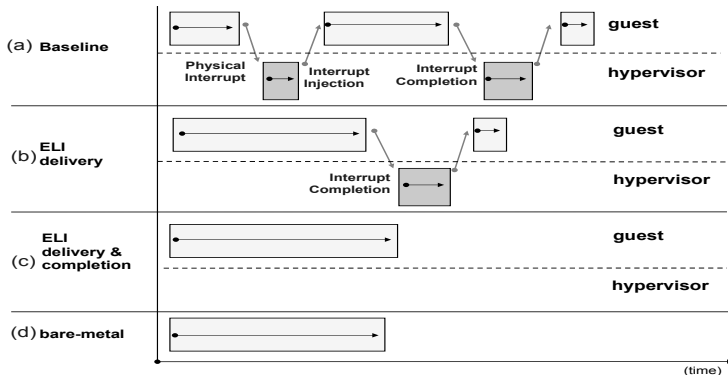 guest
(a) Baseline
Physical Interrupt
Interrupt Injection
Interrupt Completion
hypervisor
guest
(b) ELI delivery
Interrupt Completion
hypervisor
ELI delivery & completion
(c)
guest
hypervisor
(d) bare-metal
(time)